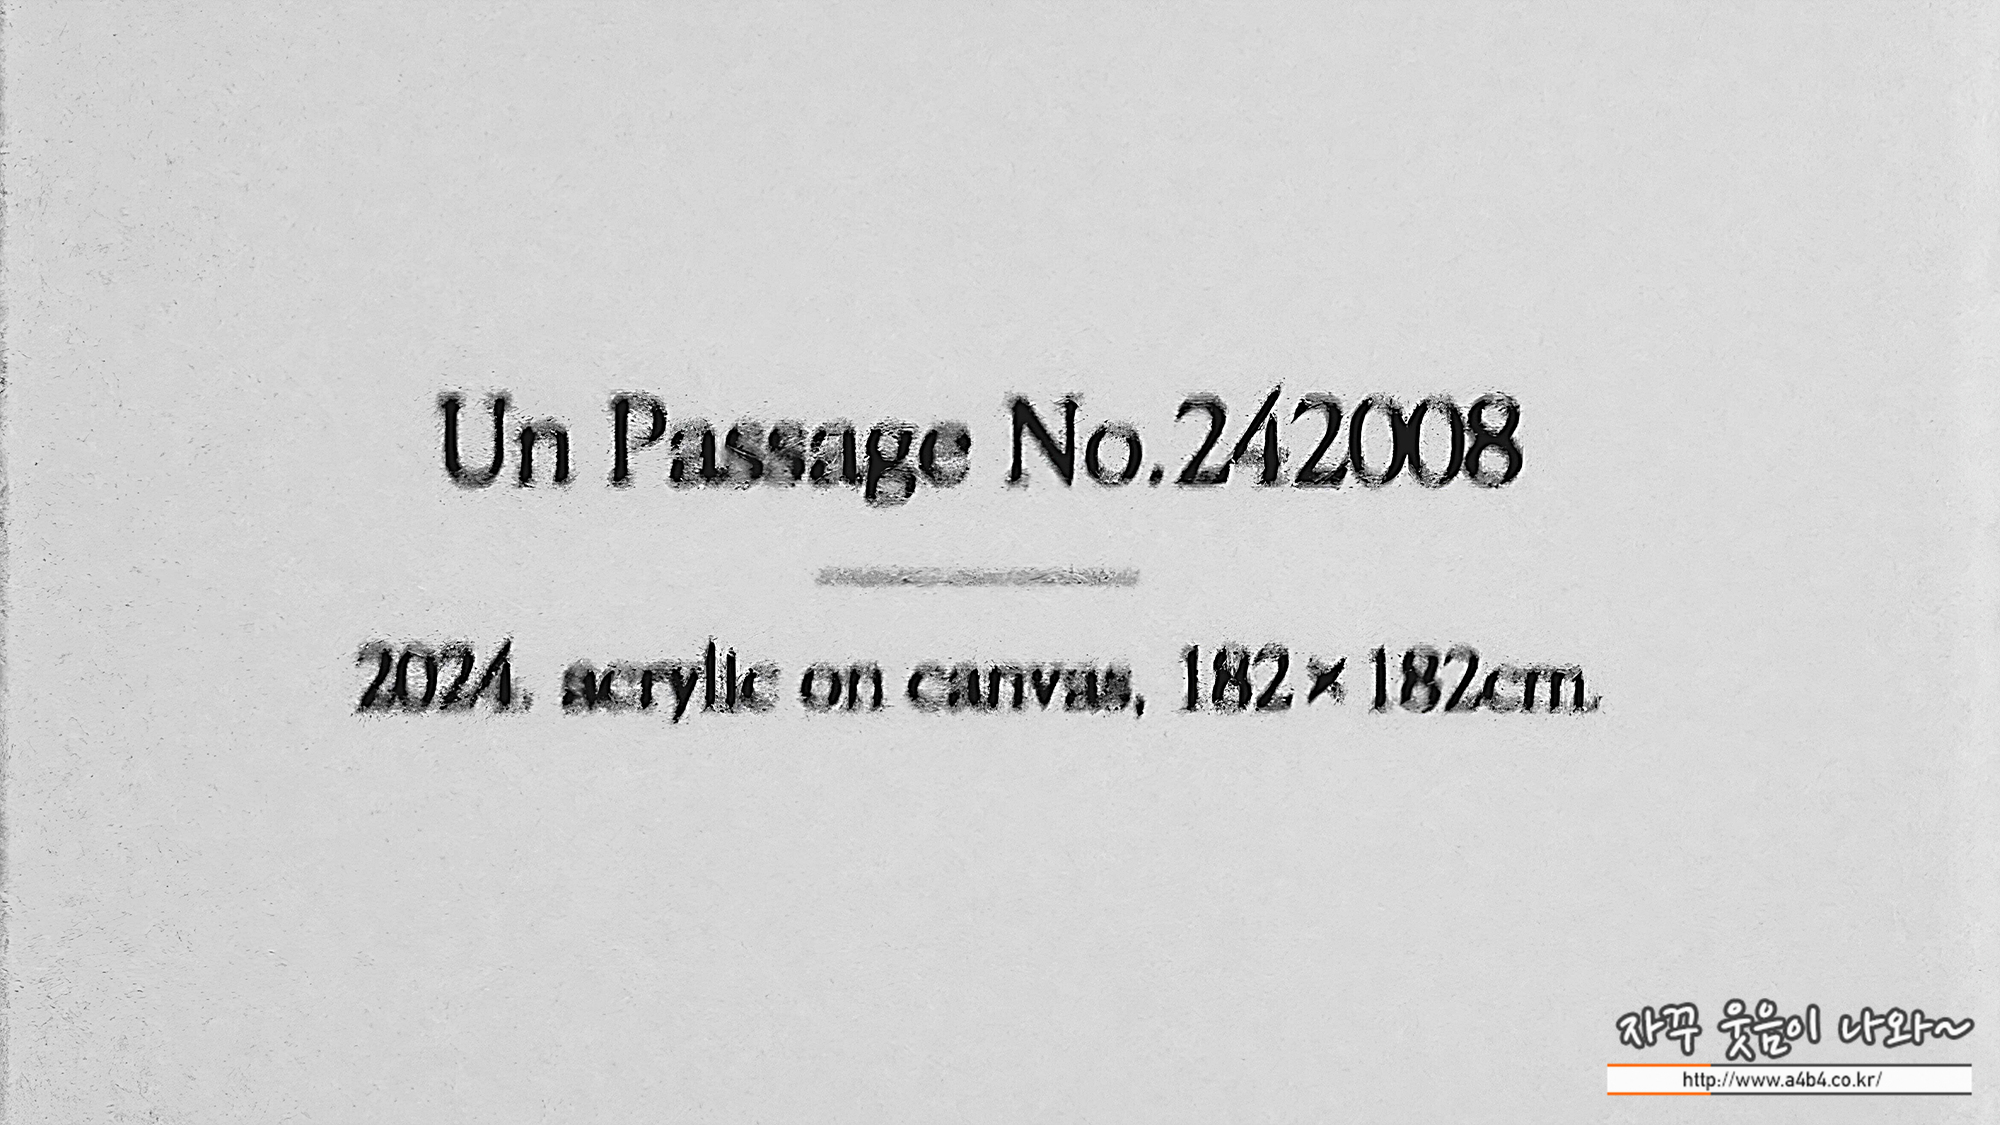 Un Passage No.242008
2024. acrylic on canvas, 182×182cm.
자꾸 웃음이 나와~
http://www.a4b4.co.kr/